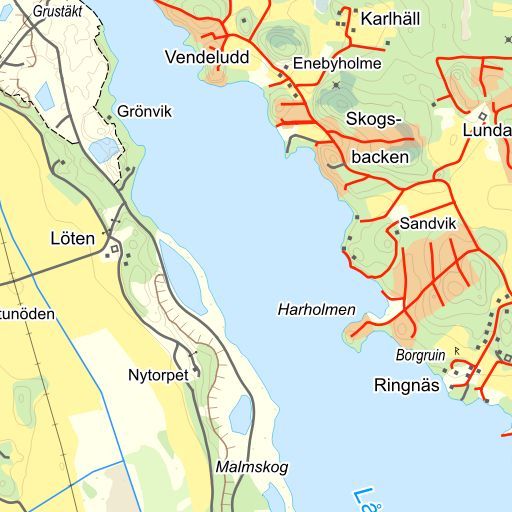 Grustäkt
Karlhäll
Vendeludd
Enebyholme
Grönvik
Skogs-
backen
Lunda
Löten
Sandvik
tunöden
Harholmen
Borgruin
R
Nytorpet
Ringnäs
Malmskog
Lå